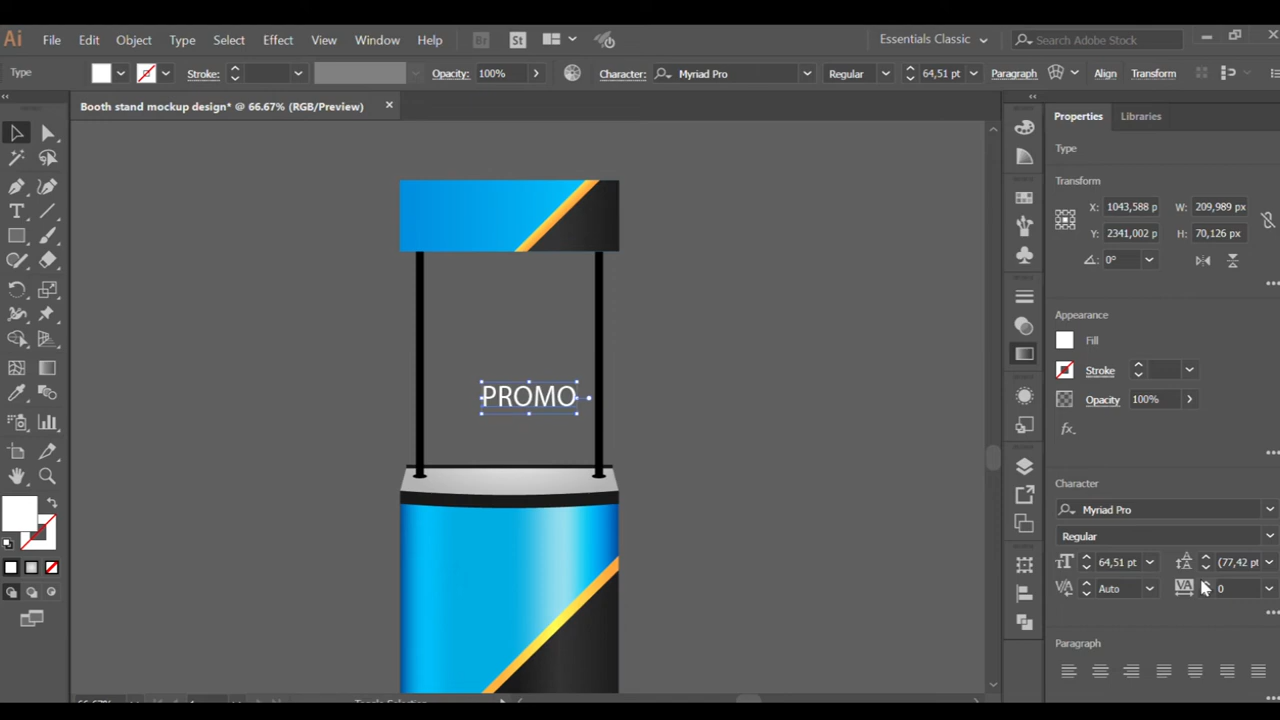 Ai File Edit Object Type Select Effect View Window Help Br St Essentials Classic Search Adobe Stock
Type Stroke: Opacity: 100% Character: Myriad Pro Regular 64,51 pt Paragraph Align Transform
Booth stand mockup design* @ 66.67% (RGB/Preview)
Properties Libraries
Type
Transform
X: 1043,588 p W: 209,989 px
Y: 2341,002 p H: 70,126 px
0°
Appearance
Fill
Stroke
Opacity 100%
fx.
PROMO
Character
Myriad Pro
Regular
64,51 pt (77,42 pt
Auto 0
Paragraph